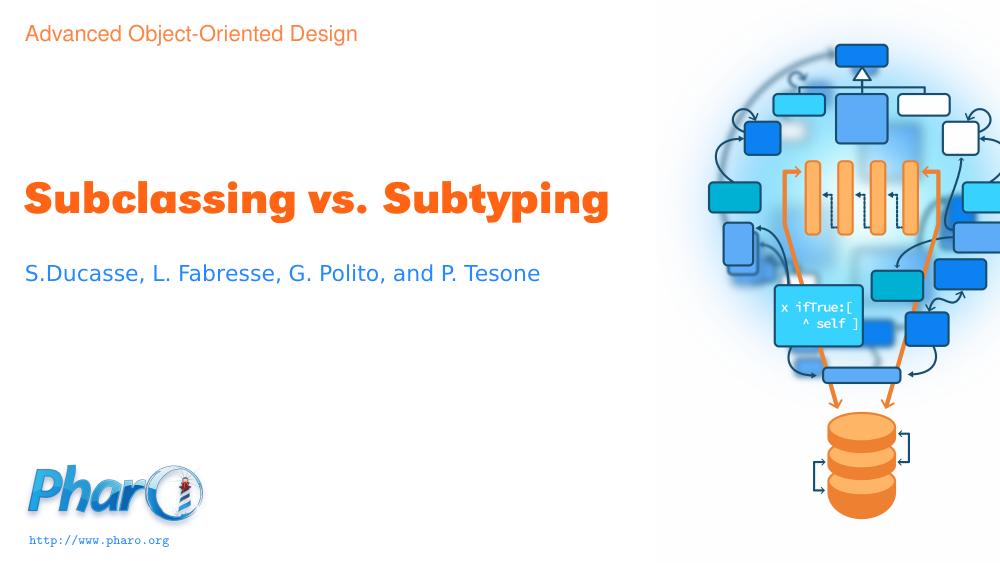 Advanced Object-Oriented Design
Subclassing vs. Subtyping
S.Ducasse, L. Fabresse, G. Polito, and P. Tesone
x ifTrue:[
^ self ]
Pharo
http://www.pharo.org